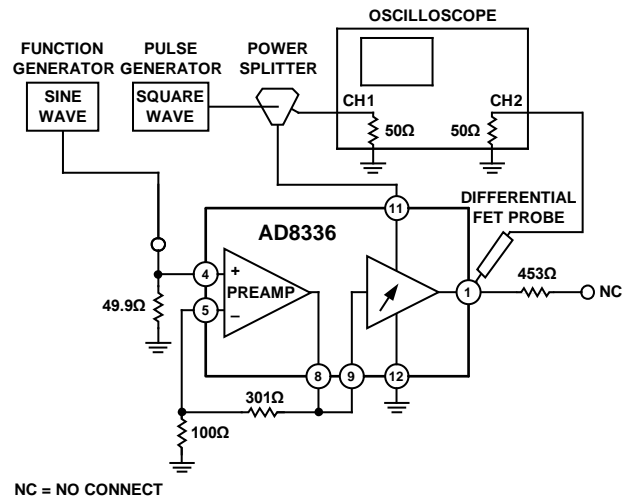 OSCILLOSCOPE
FUNCTION
GENERATOR
PULSE
GENERATOR
POWER
SPLITTER
SINE
WAVE
SQUARE
WAVE
CH1
CH2
50Ω
50Ω
DIFFERENTIAL
FET PROBE
11
AD8336
453Ω
4
+
PREAMP
1
NC
49.9Ω
5
–
8
9
12
301Ω
100Ω
NC = NO CONNECT